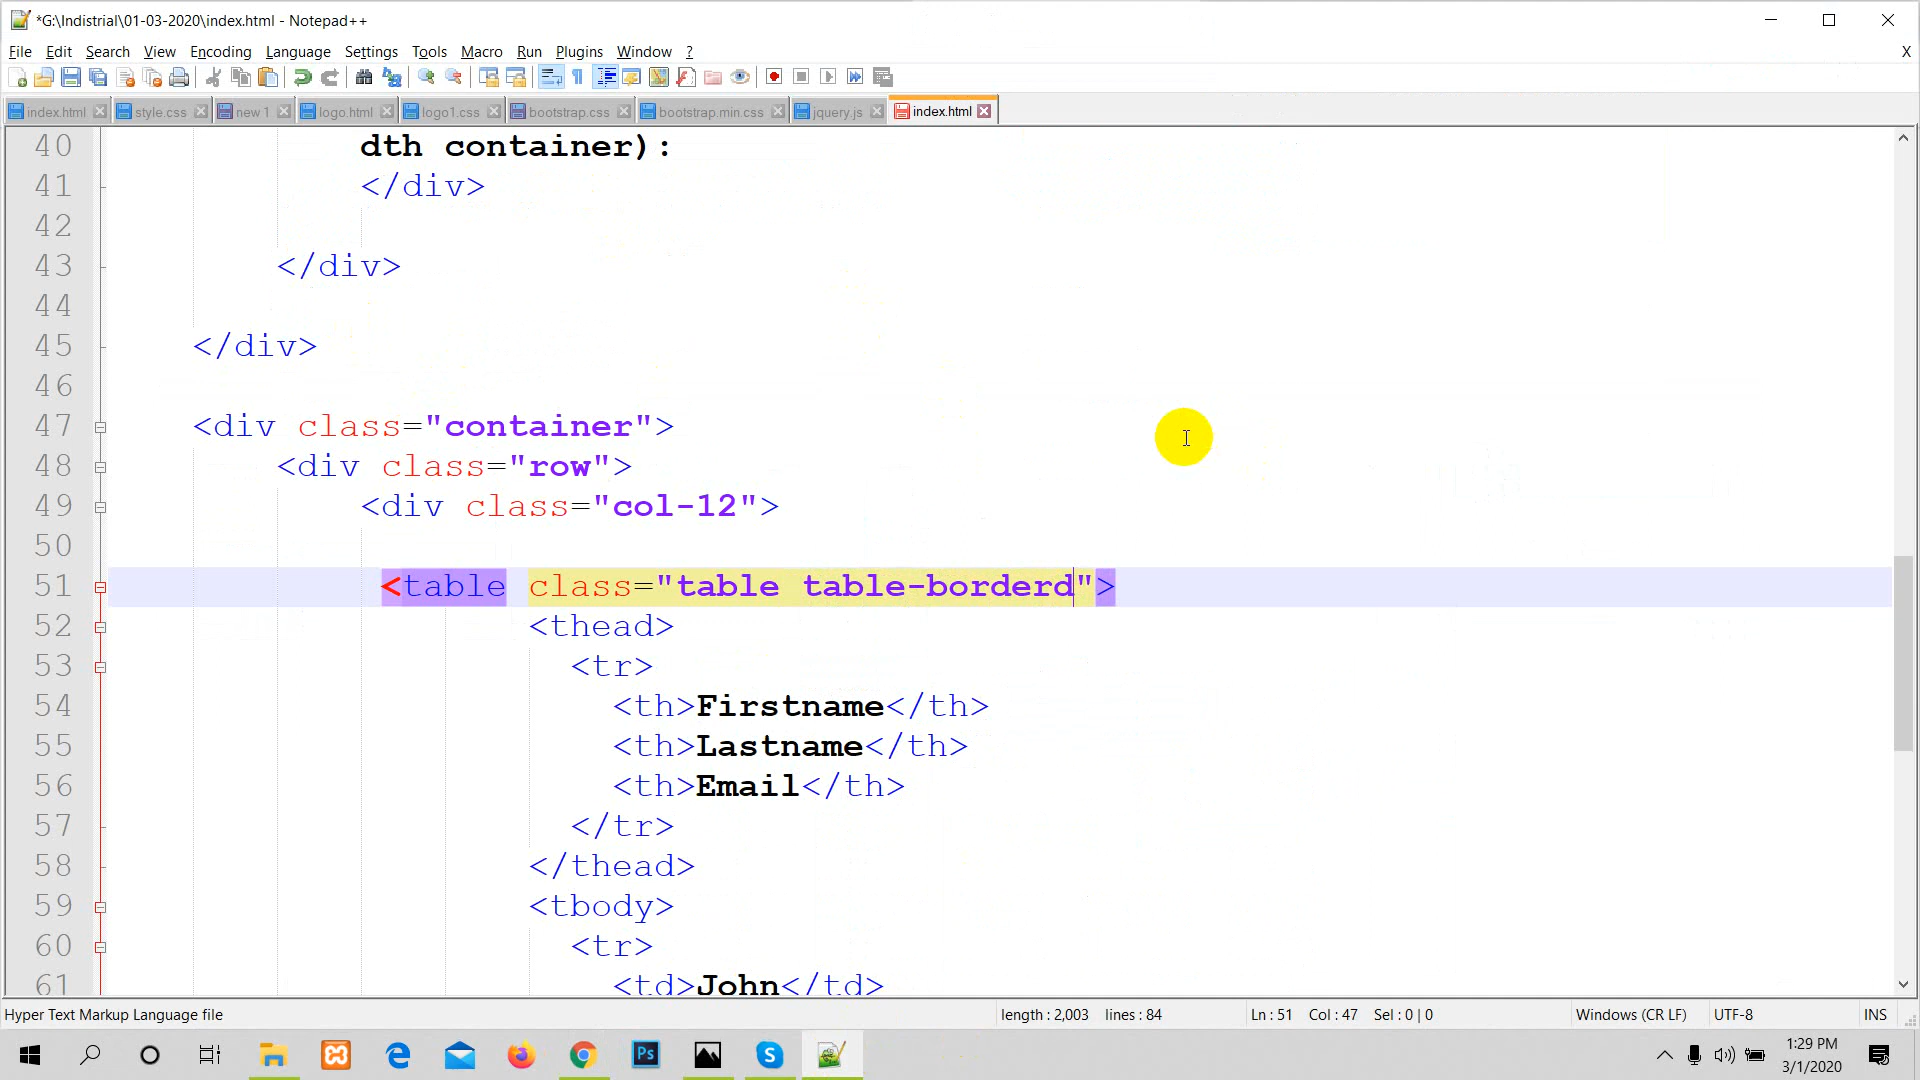 *G:\Indistrial\01-03-2020\index.html - Notepad++
File Edit Search View Encoding Language Settings Tools Macro Run Plugins Window ? X
index.html style.css new 1 logo.html logo1.css bootstrap.css bootstrap.min.css jquery.js index.html
40 dth container):
41 </div>
42
43 </div>
44
45 </div>
46
47 <div class="container">
48 <div class="row">
49 <div class="col-12">
50
51 <table class="table table-borderd">
52 <thead>
53 <tr>
54 <th>Firstname</th>
55 <th>Lastname</th>
56 <th>Email</th>
57 </tr>
58 </thead>
59 <tbody>
60 <tr>
61 <td>John</td>
Hyper Text Markup Language file length : 2,003 lines : 84 Ln : 51 Col : 47 Sel : 0 | 0 Windows (CR LF) UTF-8 INS
1:29 PM
3/1/2020